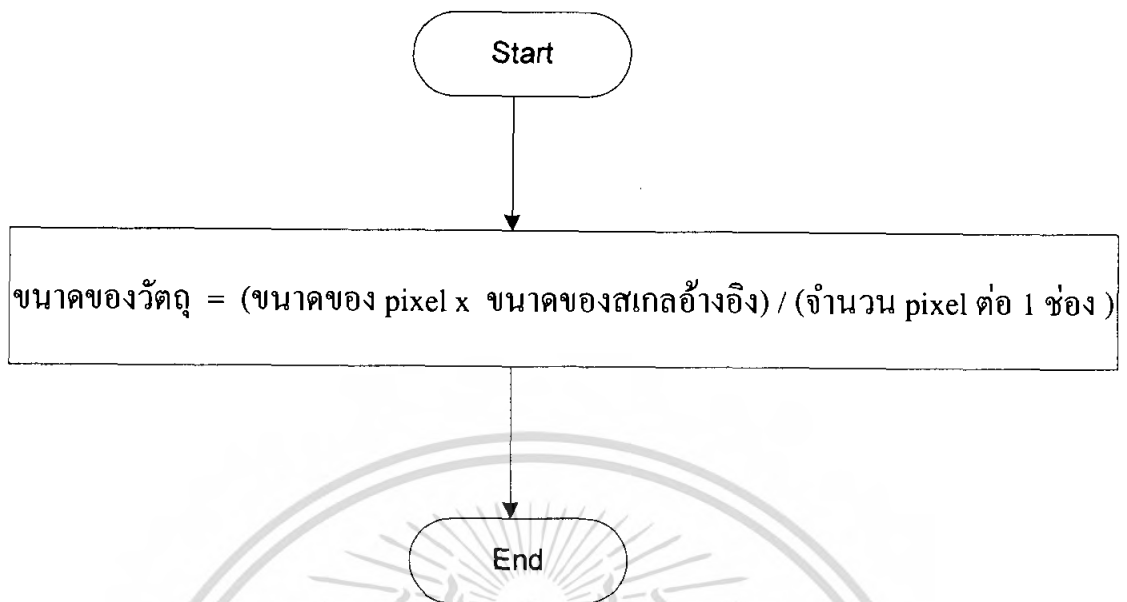 Start
ขนาดของวัตถุ = (ขนาดของ pixel x ขนาดของสเกลอ้างอิง) / (จำนวน pixel ต่อ 1 ช่อง )
End